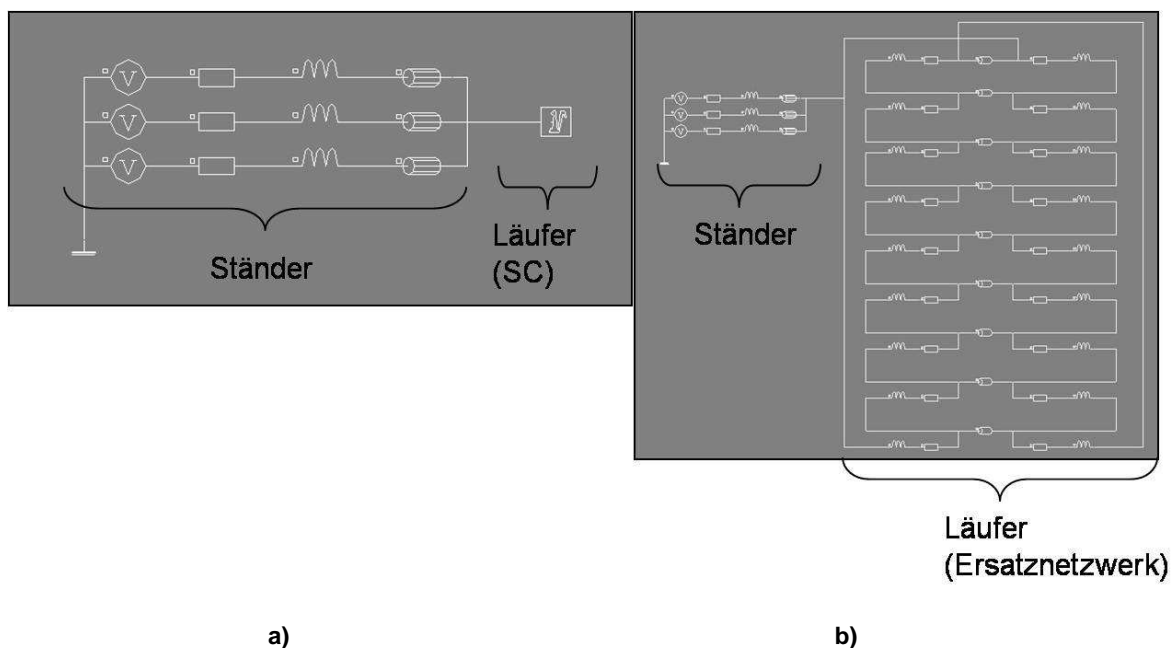 V
V
V
Ständer
Läufer
(SC)
V
V
V
Ständer
Läufer
(Ersatznetzwerk)
a)
b)